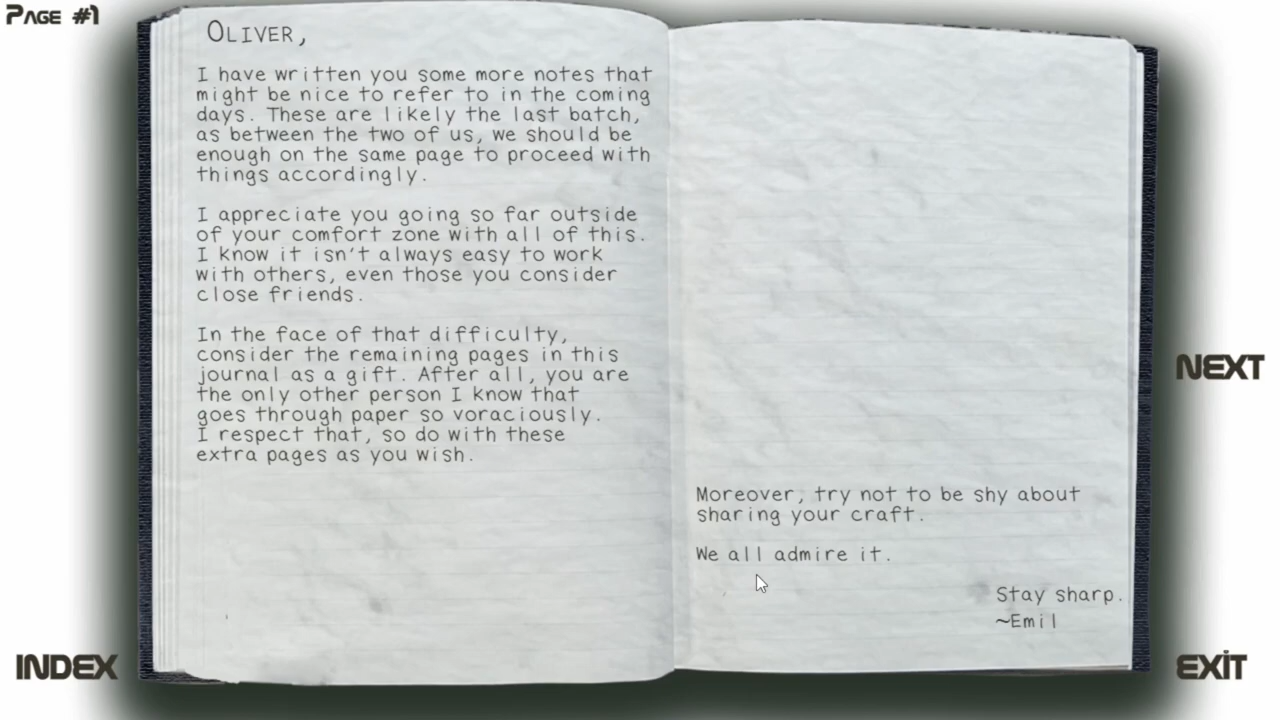 PAGE #1
OLIVER,
I have written you some more notes that
might be nice to refer to in the coming
days. These are likely the last batch,
as between the two of us, we should be
enough on the same page to proceed with
things accordingly.
I appreciate you going so far outside
of your comfort zone with all of this.
I know it isn't always easy to work
with others, even those you consider
close friends.
In the face of that difficulty,
consider the remaining pages in this
journal as a gift. After all, you are
the only other person I know that
goes through paper so voraciously.
I respect that, so do with these
extra pages as you wish.
Moreover, try not to be shy about
sharing your craft.
We all admire it.
Stay sharp.
~Emil
NEXT
INDEX
EXIT